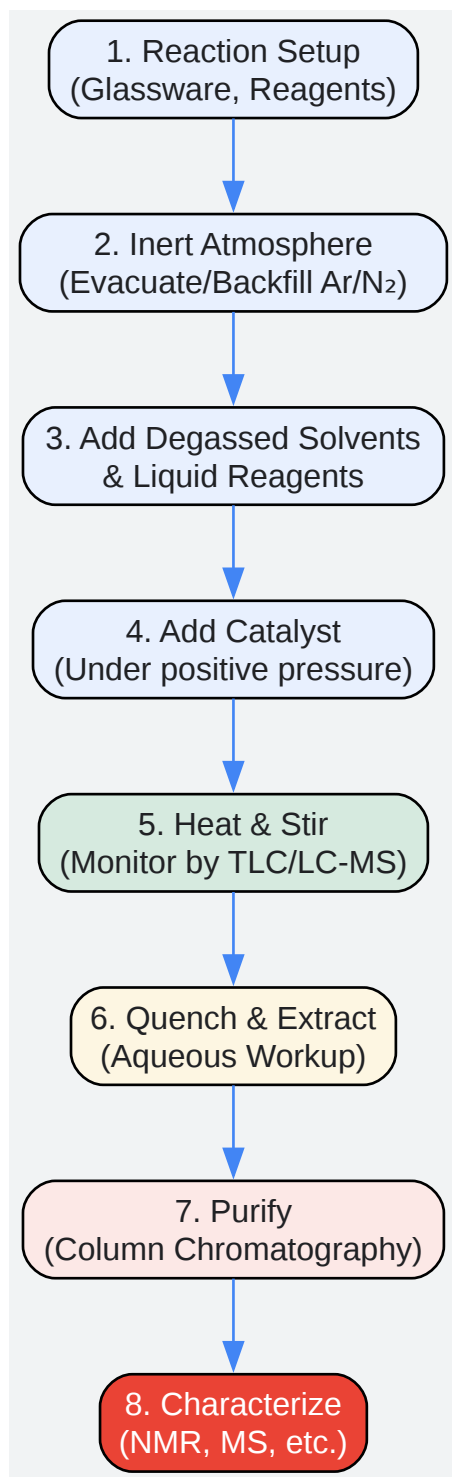 1. Reaction Setup
(Glassware, Reagents)
2. Inert Atmosphere
(Evacuate/Backfill Ar/N₂)
3. Add Degassed Solvents
& Liquid Reagents
4. Add Catalyst
(Under positive pressure)
5. Heat & Stir
(Monitor by TLC/LC-MS)
6. Quench & Extract
(Aqueous Workup)
7. Purify
(Column Chromatography)
8. Characterize
(NMR, MS, etc.)